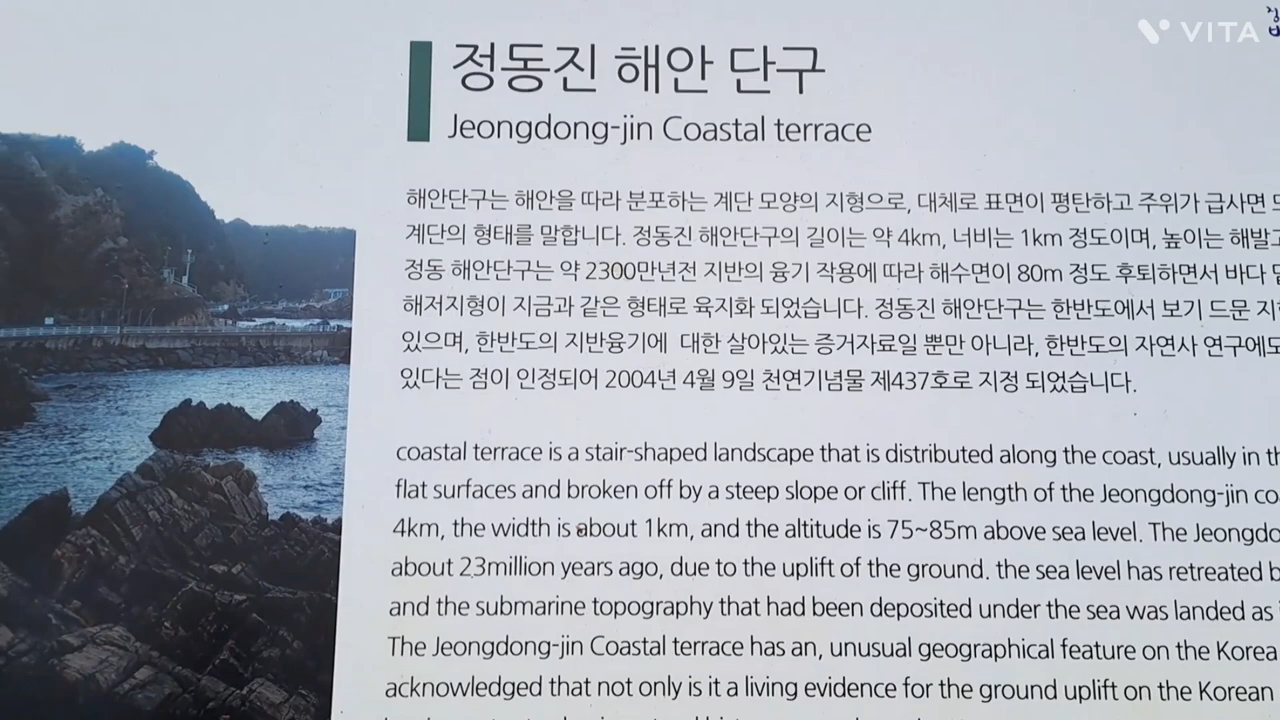 VITA
정동진 해안 단구
Jeongdong-jin Coastal terrace
해안단구는 해안을 따라 분포하는 계단 모양의 지형으로, 대체로 표면이 평탄하고 주위가 급사면
계단의 형태를 말합니다. 정동진 해안단구의 길이는 약 4km, 너비는 1km 정도이며, 높이는
정동 해안단구는 약 2300만년전 지반의 융기 작용에 따라 해수면이 80m 정도 후퇴하면서 바다
해저지형이 지금과 같은 형태로 육지화 되었습니다. 정동진 해안단구는 한반도에서 보기 드문
있으며, 한반도의 지반융기에 대한 살아있는 증거자료일 뿐만 아니라, 한반도의 자연사 연구에도
있다는 점이 인정되어 2004년 4월 9일 천연기념물 제437호로 지정 되었습니다.
coastal terrace is a stair-shaped landscape that is distributed along the coast, usually in
flat surfaces and broken off by a steep slope or cliff. The length of the Jeongdong-jin
4km, the width is about 1km, and the altitude is 75~85m above sea level. The
about 23million years ago, due to the uplift of the ground. the sea level has retreated
and the submarine topography that had been deposited under the sea was landed as
The Jeongdong-jin Coastal terrace has an, unusual geographical feature on the Korea
acknowledged that not only is it a living evidence for the ground uplift on the Korean